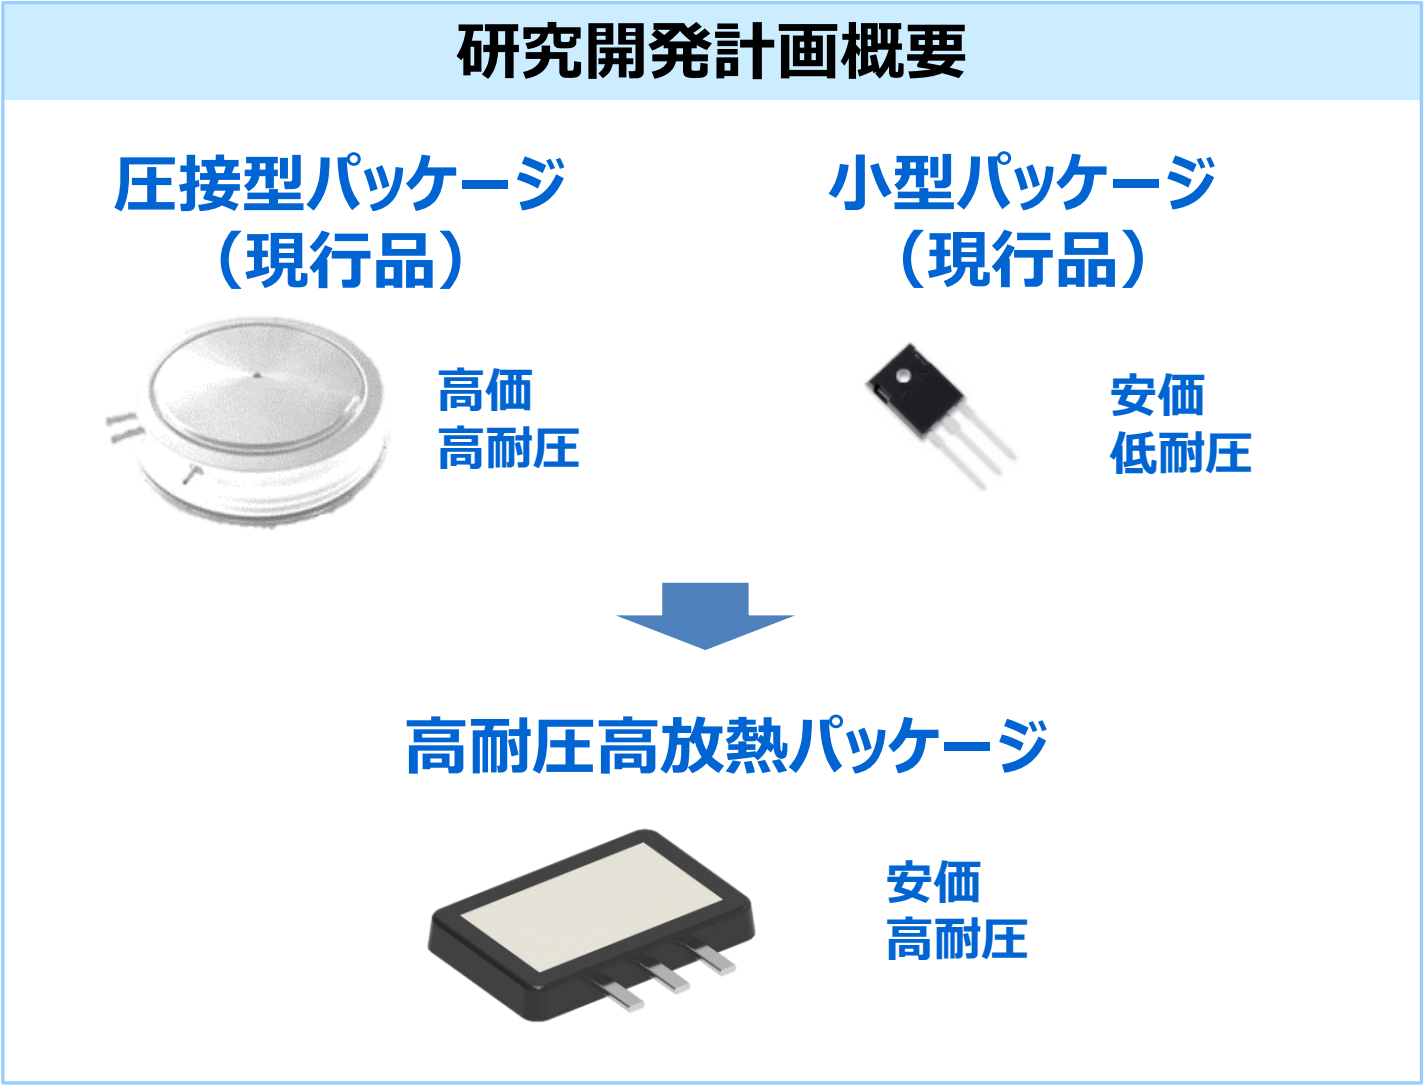 研究開発計画概要
圧接型パッケージ
（現行品）
高価
高耐圧
小型パッケージ
（現行品）
安価
低耐圧
高耐圧高放熱パッケージ
安価
高耐圧